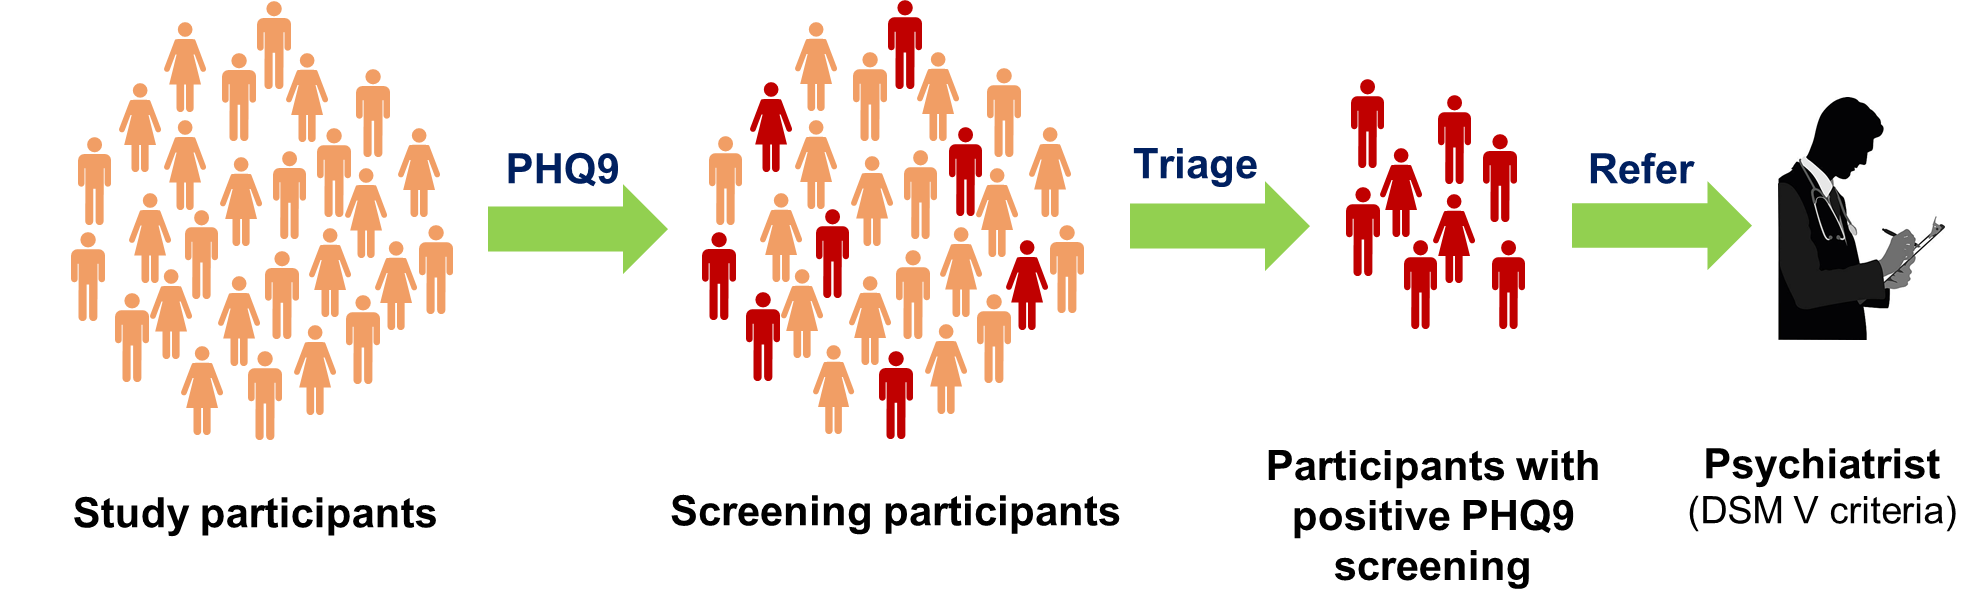 PHQ9
Triage
Refer
Study participants
Screening participants
Participants with
positive PHQ9
screening
Psychiatrist
(DSM V criteria)